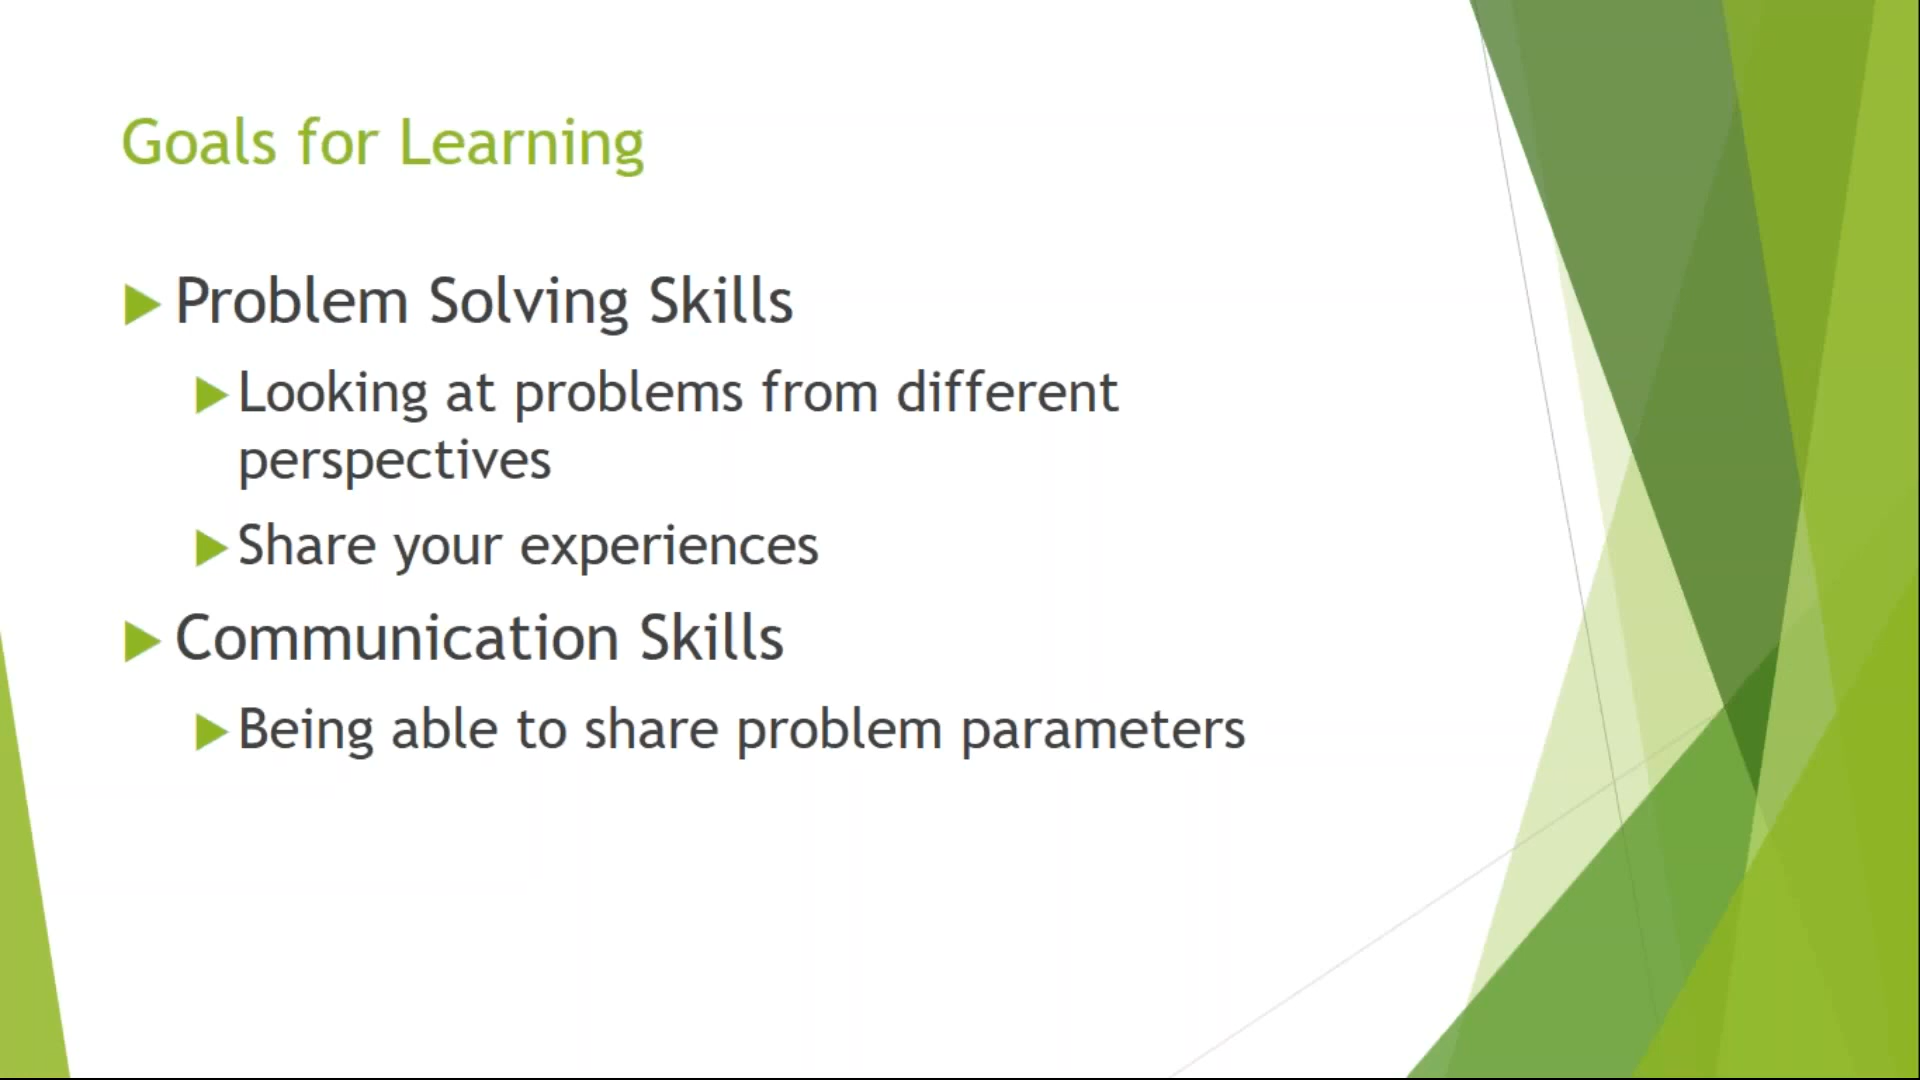 Goals for Learning
Problem Solving Skills
Looking at problems from different
perspectives
Share your experiences
Communication Skills
Being able to share problem parameters